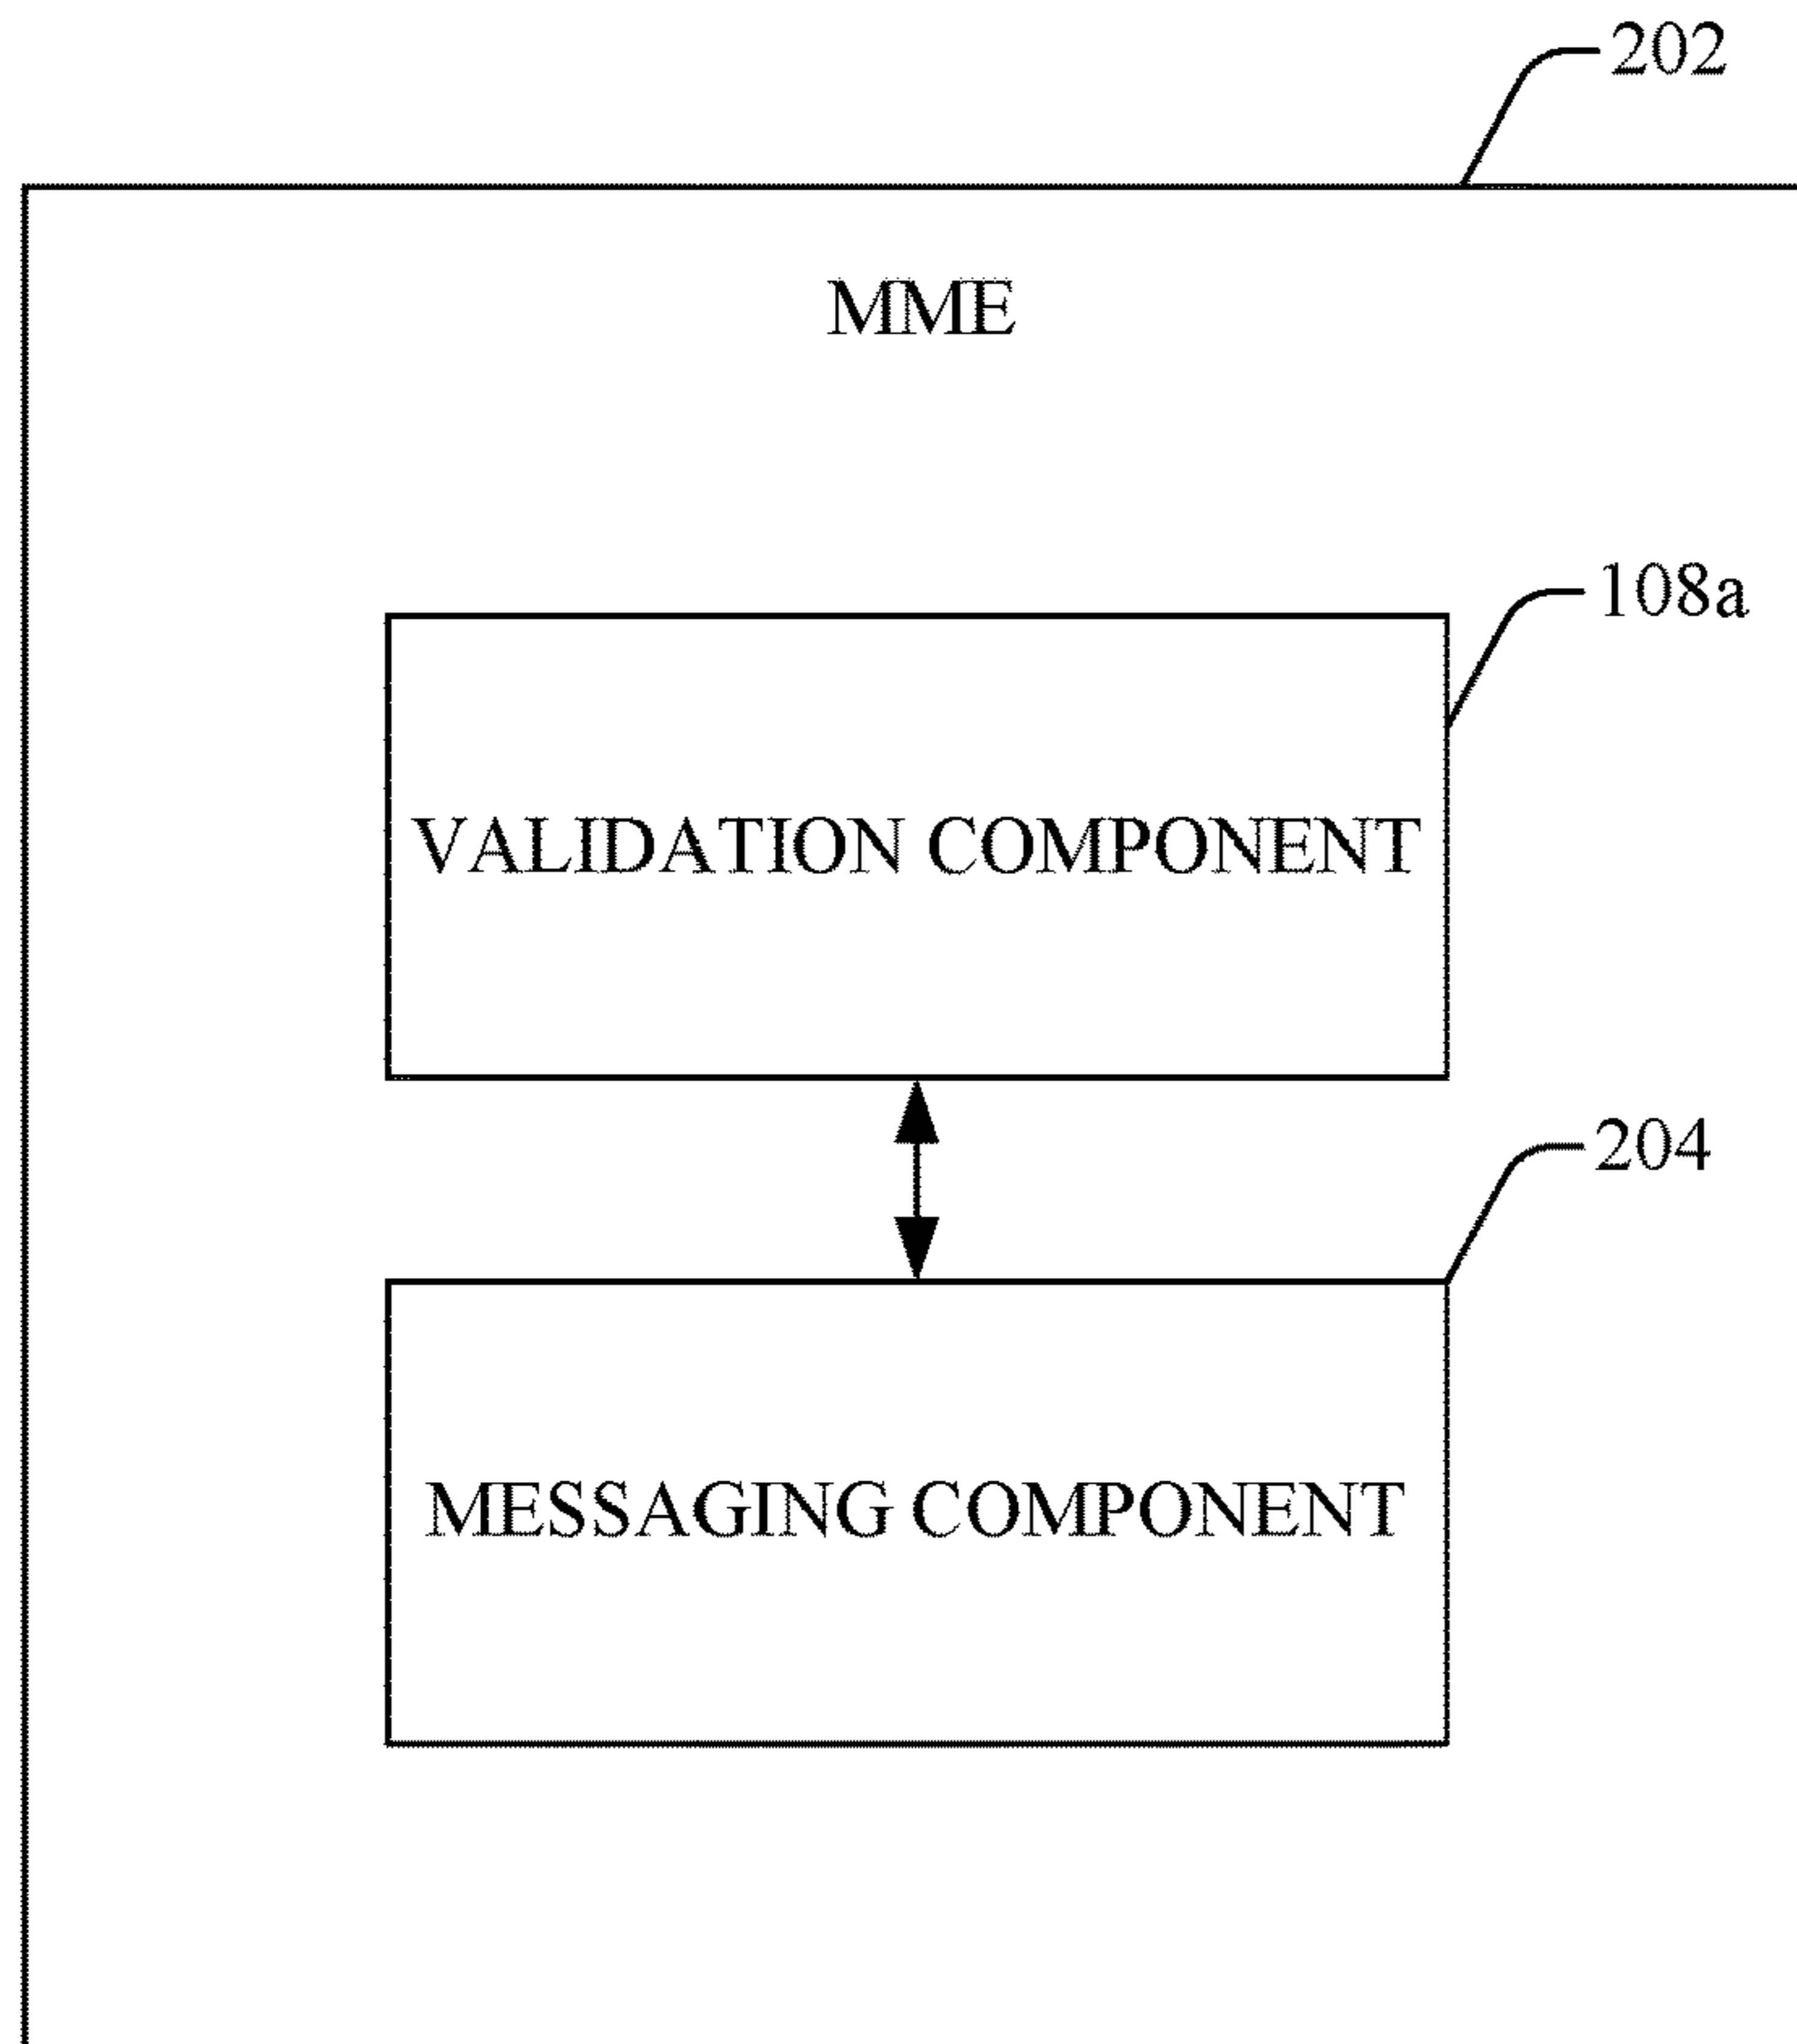 202
MME
108a
VALIDATION COMPONENT
204
MESSAGING COMPONENT